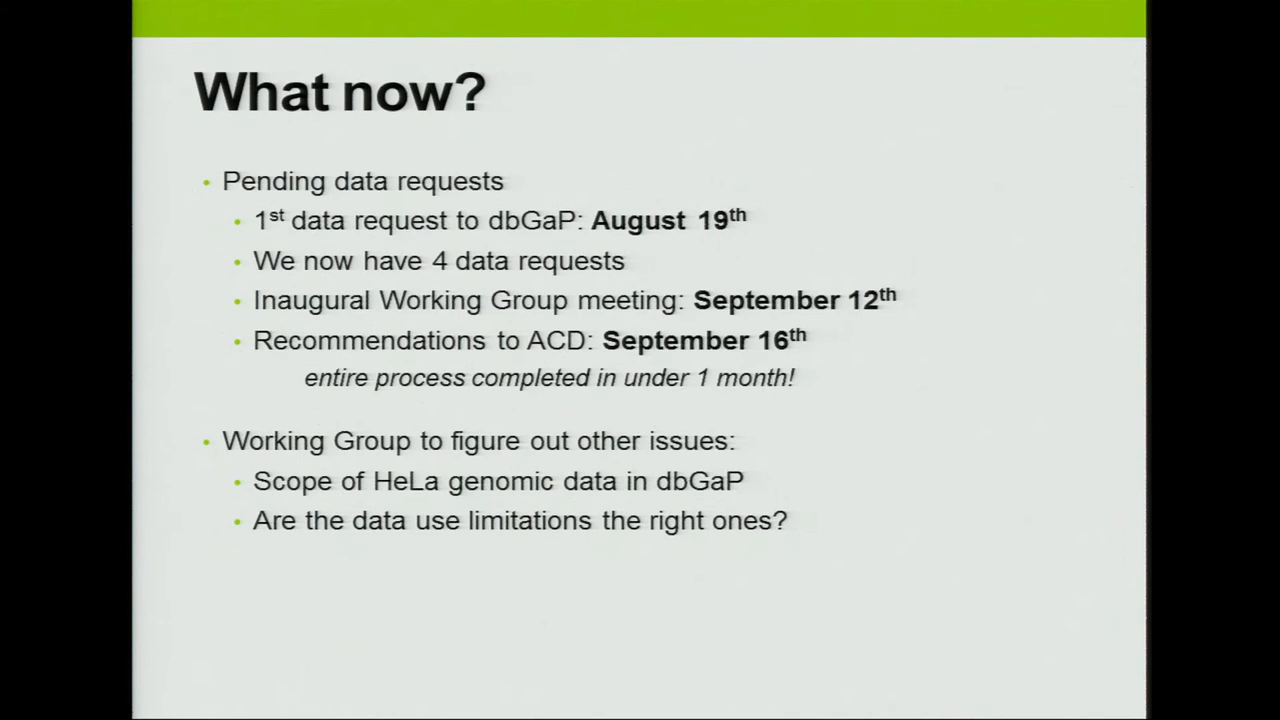 What now?
• Pending data requests
• 1st data request to dbGaP: August 19th
• We now have 4 data requests
• Inaugural Working Group meeting: September 12th
• Recommendations to ACD: September 16th
entire process completed in under 1 month!
• Working Group to figure out other issues:
• Scope of HeLa genomic data in dbGaP
• Are the data use limitations the right ones?